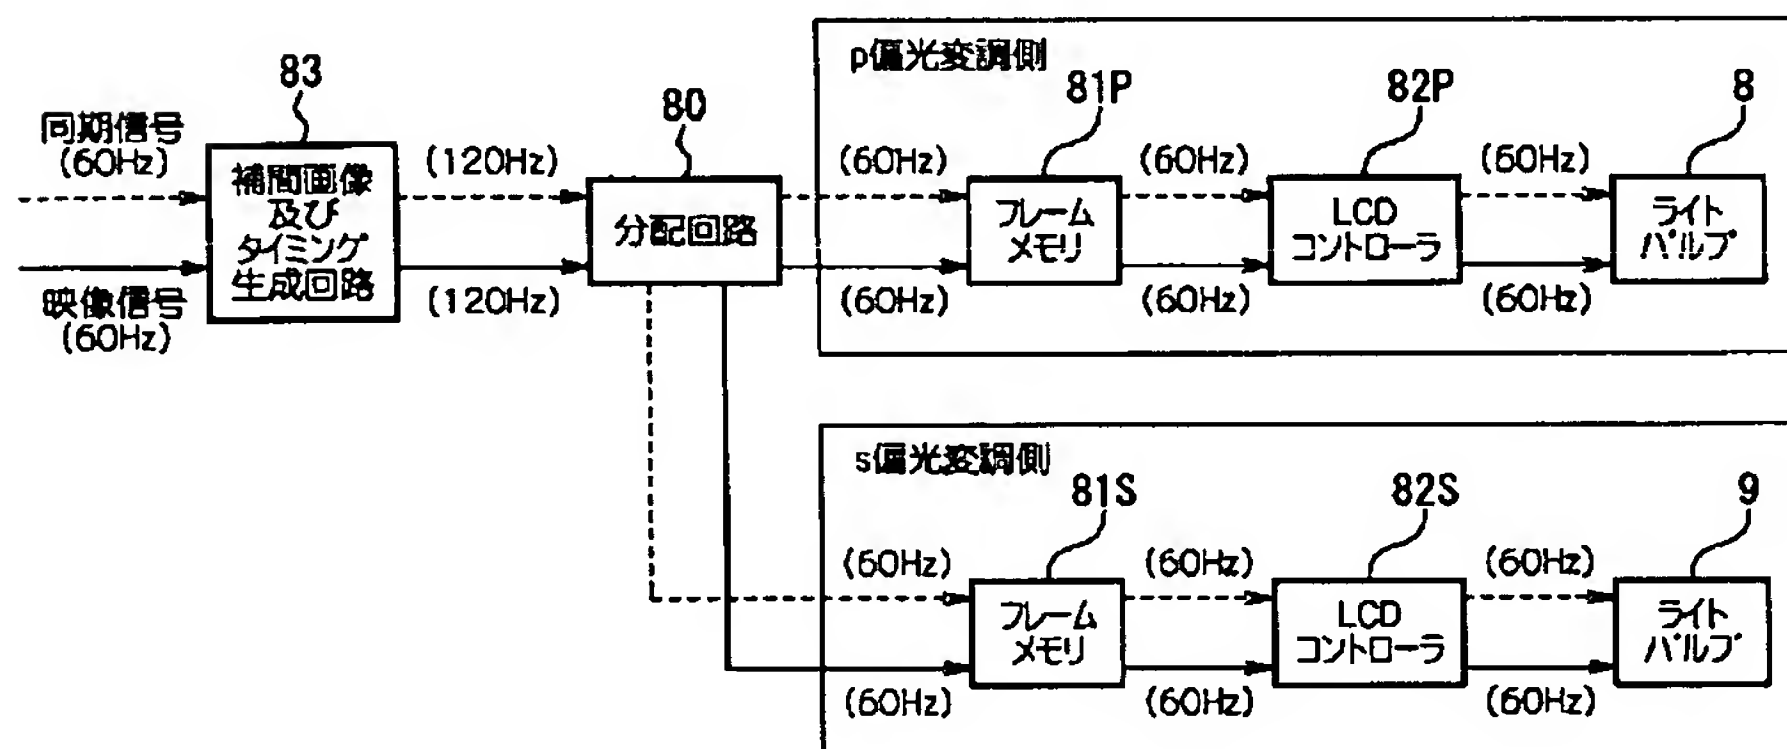 同期信号
(60Hz)
映像信号
(60Hz)
83
補間画像
及び
タイミング
生成回路
(120Hz)
(120Hz)
80
分配回路
p偏光変調側
(60Hz)
(60Hz)
81P
フレーム
メモリ
(60Hz)
(60Hz)
82P
LCD
コントローラ
(60Hz)
(60Hz)
8
ライト
バルブ
s偏光変調側
(60Hz)
(60Hz)
81S
フレーム
メモリ
(60Hz)
(60Hz)
82S
LCD
コントローラ
(60Hz)
(60Hz)
9
ライト
バルブ